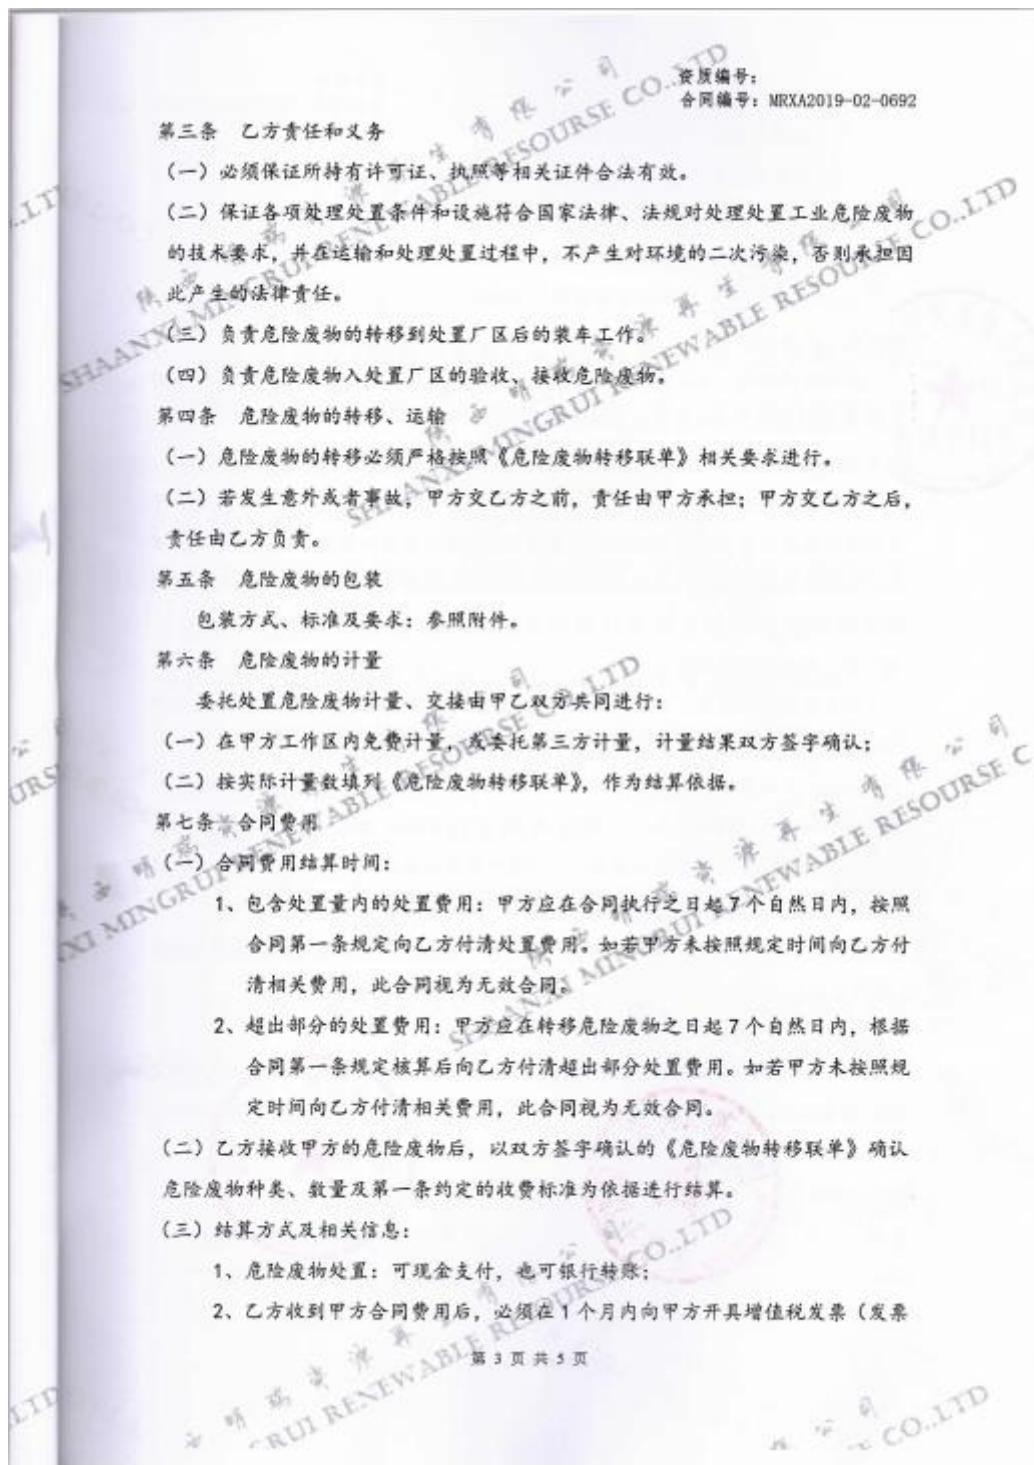 资质编号：
合同编号：MRXA2019-02-0692
第三条　乙方责任和义务
（一）必须保证所持有许可证、执照等相关证件合法有效。
（二）保证各项处理处置条件和设施符合国家法律、法规对处理处置工业危险废物
的技术要求，并在运输和处理处置过程中，不产生对环境的二次污染，否则承担因
此产生的法律责任。
（三）负责危险废物的转移到处置厂区后的装车工作。
（四）负责危险废物入处置厂区的验收、接收危险废物。
第四条　危险废物的转移、运输
（一）危险废物的转移必须严格按照《危险废物转移联单》相关要求进行。
（二）若发生意外或者事故，甲方交乙方之前，责任由甲方承担；甲方交乙方之后，
责任由乙方负责。
第五条　危险废物的包装
包装方式、标准及要求：参照附件。
第六条　危险废物的计量
委托处置危险废物计量、交接由甲乙双方共同进行：
（一）在甲方工作区内免费计量，或委托第三方计量，计量结果双方签字确认；
（二）按实际计量数填列《危险废物转移联单》，作为结算依据。
第七条　合同费用
（一）合同费用结算时间：
1、包含处置量内的处置费用：甲方应在合同执行之日起 7 个自然日内，按照
合同第一条规定向乙方付清处置费用。如若甲方未按照规定时间向乙方付
清相关费用，此合同视为无效合同。
2、超出部分的处置费用：甲方应在转移危险废物之日起 7 个自然日内，根据
合同第一条规定核算后向乙方付清超出部分处置费用。如若甲方未按照规
定时间向乙方付清相关费用，此合同视为无效合同。
（二）乙方接收甲方的危险废物后，以双方签字确认的《危险废物转移联单》确认
危险废物种类、数量及第一条约定的收费标准为依据进行结算。
（三）结算方式及相关信息：
1、危险废物处置：可现金支付，也可银行转账；
2、乙方收到甲方合同费用后，必须在 1 个月内向甲方开具增值税发票（发票
第 3 页 共 5 页
陕西明瑞资源再生有限公司
SHAANXI MINGRUI RENEWABLE RESOURSE CO.,LTD